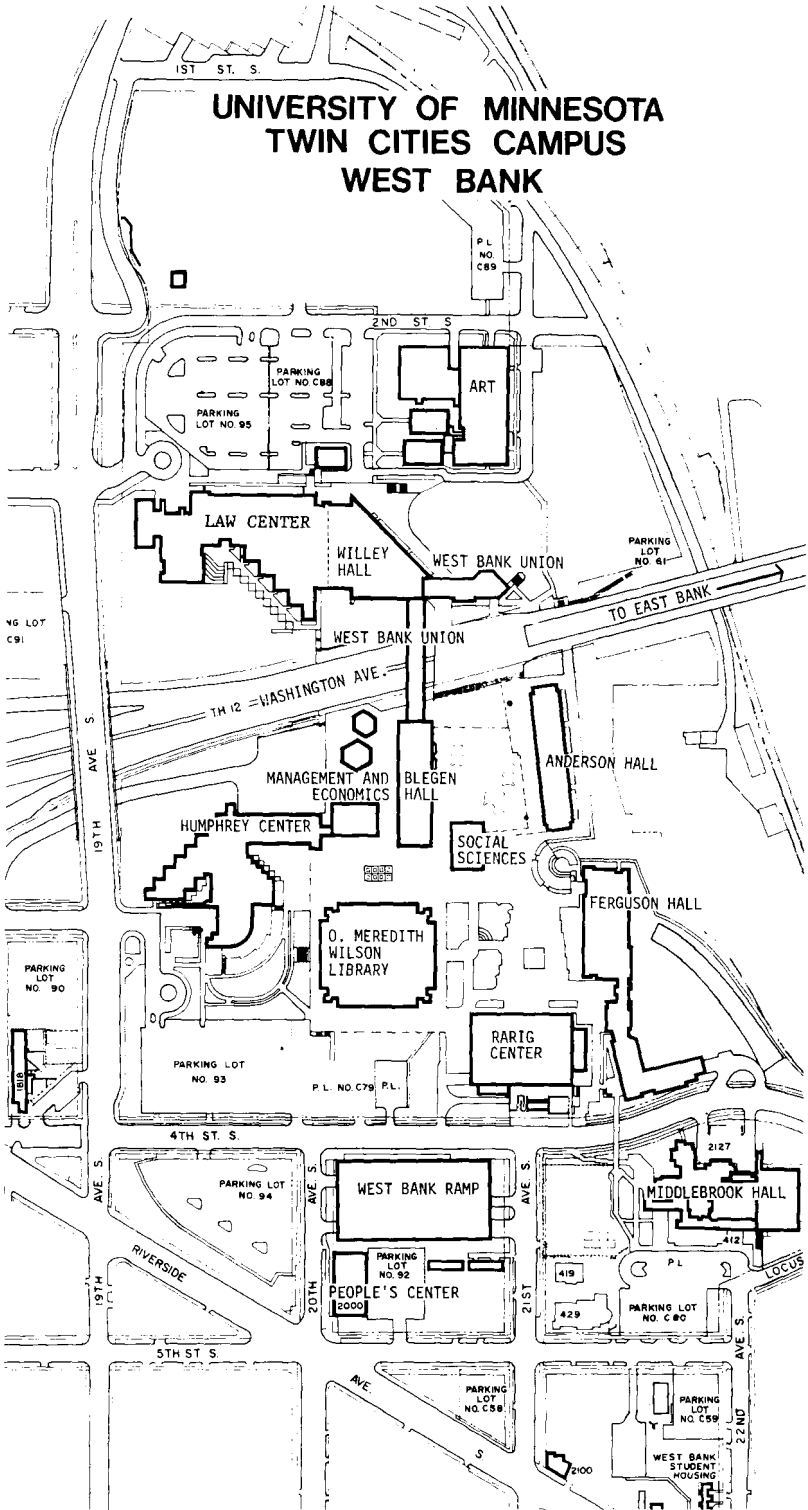 1ST ST. S.
UNIVERSITY OF MINNESOTA
TWIN CITIES CAMPUS
WEST BANK
P L
NO.
C89
2ND ST S
PARKING
LOT NO. C88
ART
PARKING
LOT NO. 95
LAW CENTER
WILLEY
HALL
WEST BANK UNION
PARKING
LOT
NO. 61
TO EAST BANK
NG LOT
C91
WEST BANK UNION
TH 12 - WASHINGTON AVE.
19TH AVE S.
MANAGEMENT AND
ECONOMICS
BLEGEN
HALL
ANDERSON HALL
HUMPHREY CENTER
SOCIAL
SCIENCES
FERGUSON HALL
O. MEREDITH
WILSON
LIBRARY
PARKING
LOT
NO. 90
RARIG
CENTER
1818
PARKING LOT
NO. 93
P. L. NO. C79
P.L.
4TH ST. S.
2127
AVE S.
PARKING LOT
NO. 94
AVE S.
WEST BANK RAMP
AVE S.
MIDDLEBROOK HALL
412
RIVERSIDE
PARKING
LOT
NO. 92
419
P L
LOCUS
19TH
20TH
PEOPLE'S CENTER
2000
21ST
429
PARKING LOT
NO. C80
5TH ST S.
AVE S.
AVE.
S
PARKING
LOT
NO. C58
PARKING
LOT
NO. C59
22ND
2100
WEST BANK
STUDENT
HOUSING